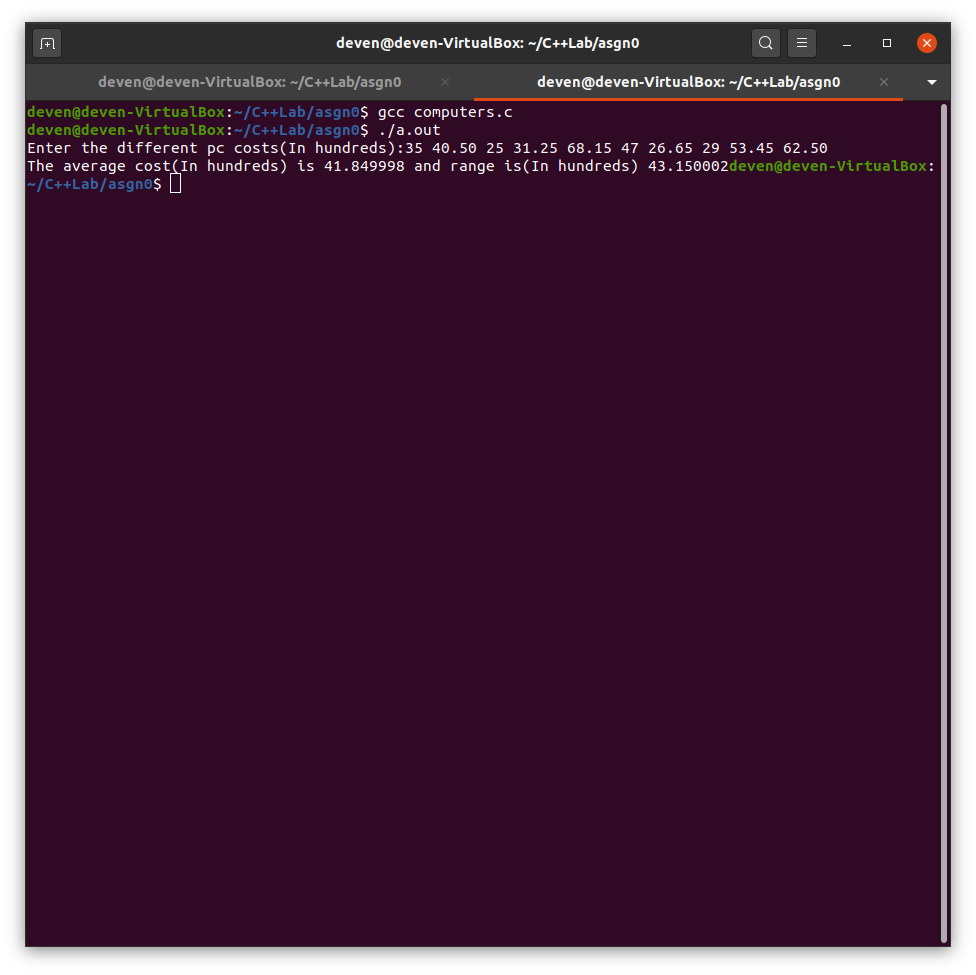 deven@deven-VirtualBox: ~/C++Lab/asgn0
deven@deven-VirtualBox: ~/C++Lab/asgn0
deven@deven-VirtualBox: ~/C++Lab/asgn0
deven@deven-VirtualBox:~/C++Lab/asgn0$ gcc computers.c
deven@deven-VirtualBox:~/C++Lab/asgn0$ ./a.out
Enter the different pc costs(In hundreds):35 40.50 25 31.25 68.15 47 26.65 29 53.45 62.50
The average cost(In hundreds) is 41.849998 and range is(In hundreds) 43.150002deven@deven-VirtualBox:
~/C++Lab/asgn0$